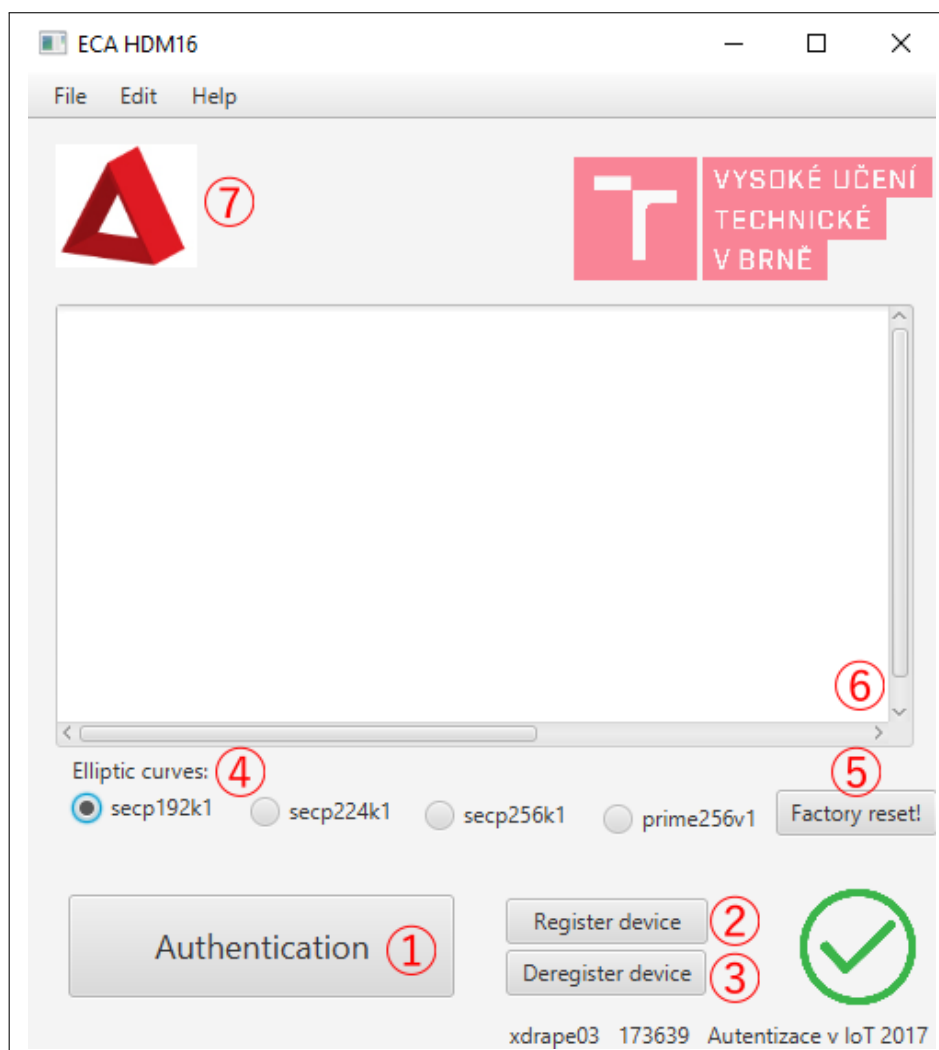 ECA HDM16
File Edit Help
7
VYSOKÉ UČENÍ
TECHNICKÉ
V BRNĚ
6
Elliptic curves: 4
5
secp192k1 secp224k1 secp256k1 prime256v1 Factory reset!
Authentication 1
Register device 2
Deregister device 3
xdrape03 173639 Autentizace v IoT 2017